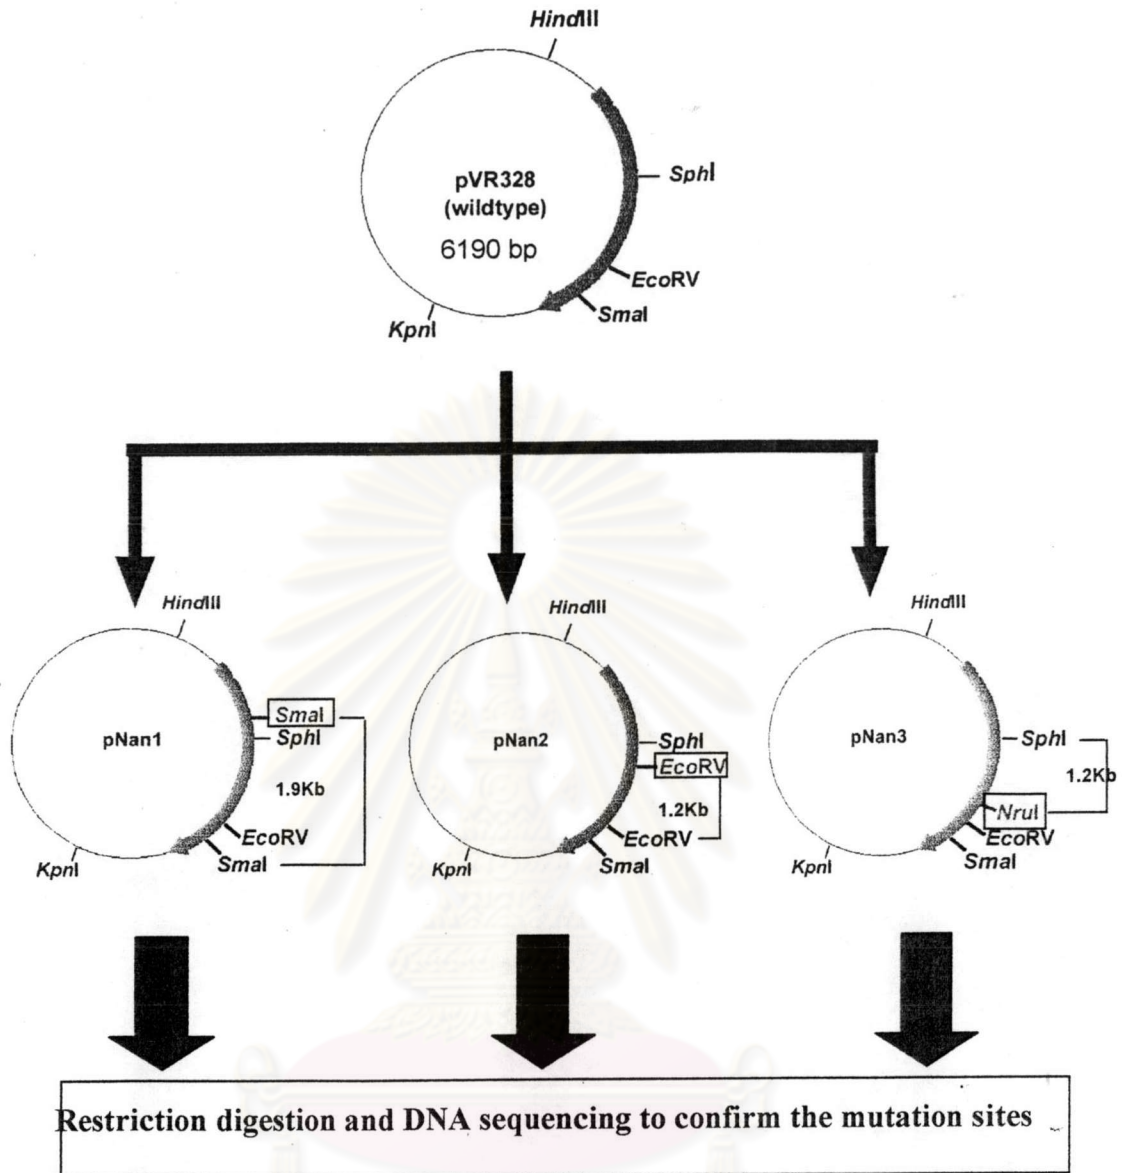 HindIII
SphI
pVR328
(wildtype)
6190 bp
EcoRV
SmaI
KpnI
HindIII
SmaI
SphI
pNan1
1.9Kb
EcoRV
SmaI
KpnI
HindIII
SphI
pNan2
EcoRV
1.2Kb
EcoRV
SmaI
KpnI
HindIII
SphI
pNan3
1.2Kb
NruI
EcoRV
SmaI
KpnI
Restriction digestion and DNA sequencing to confirm the mutation sites